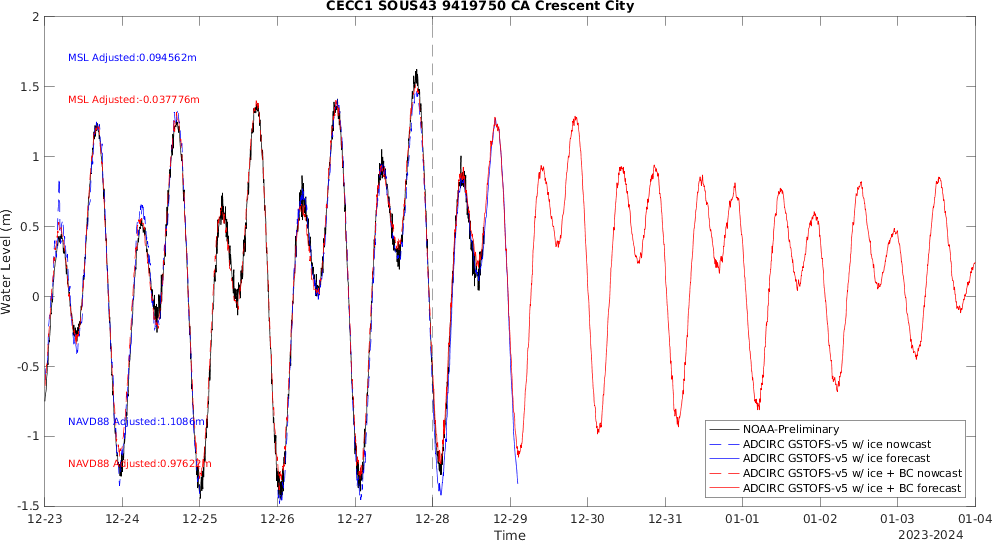 CECC1 SOUS43 9419750 CA Crescent City
2
1.5
1
0.5
0
-0.5
-1
-1.5
Water Level (m)
MSL Adjusted:0.094562m
MSL Adjusted:-0.037776m
NAVD88 Adjusted:1.1086m
NAVD88 Adjusted:0.97622m
NOAA-Preliminary
ADCIRC GSTOFS-v5 w/ ice nowcast
ADCIRC GSTOFS-v5 w/ ice forecast
ADCIRC GSTOFS-v5 w/ ice + BC nowcast
ADCIRC GSTOFS-v5 w/ ice + BC forecast
12-23 12-24 12-25 12-26 12-27 12-28 12-29 12-30 12-31 01-01 01-02 01-03 01-04
Time
2023-2024